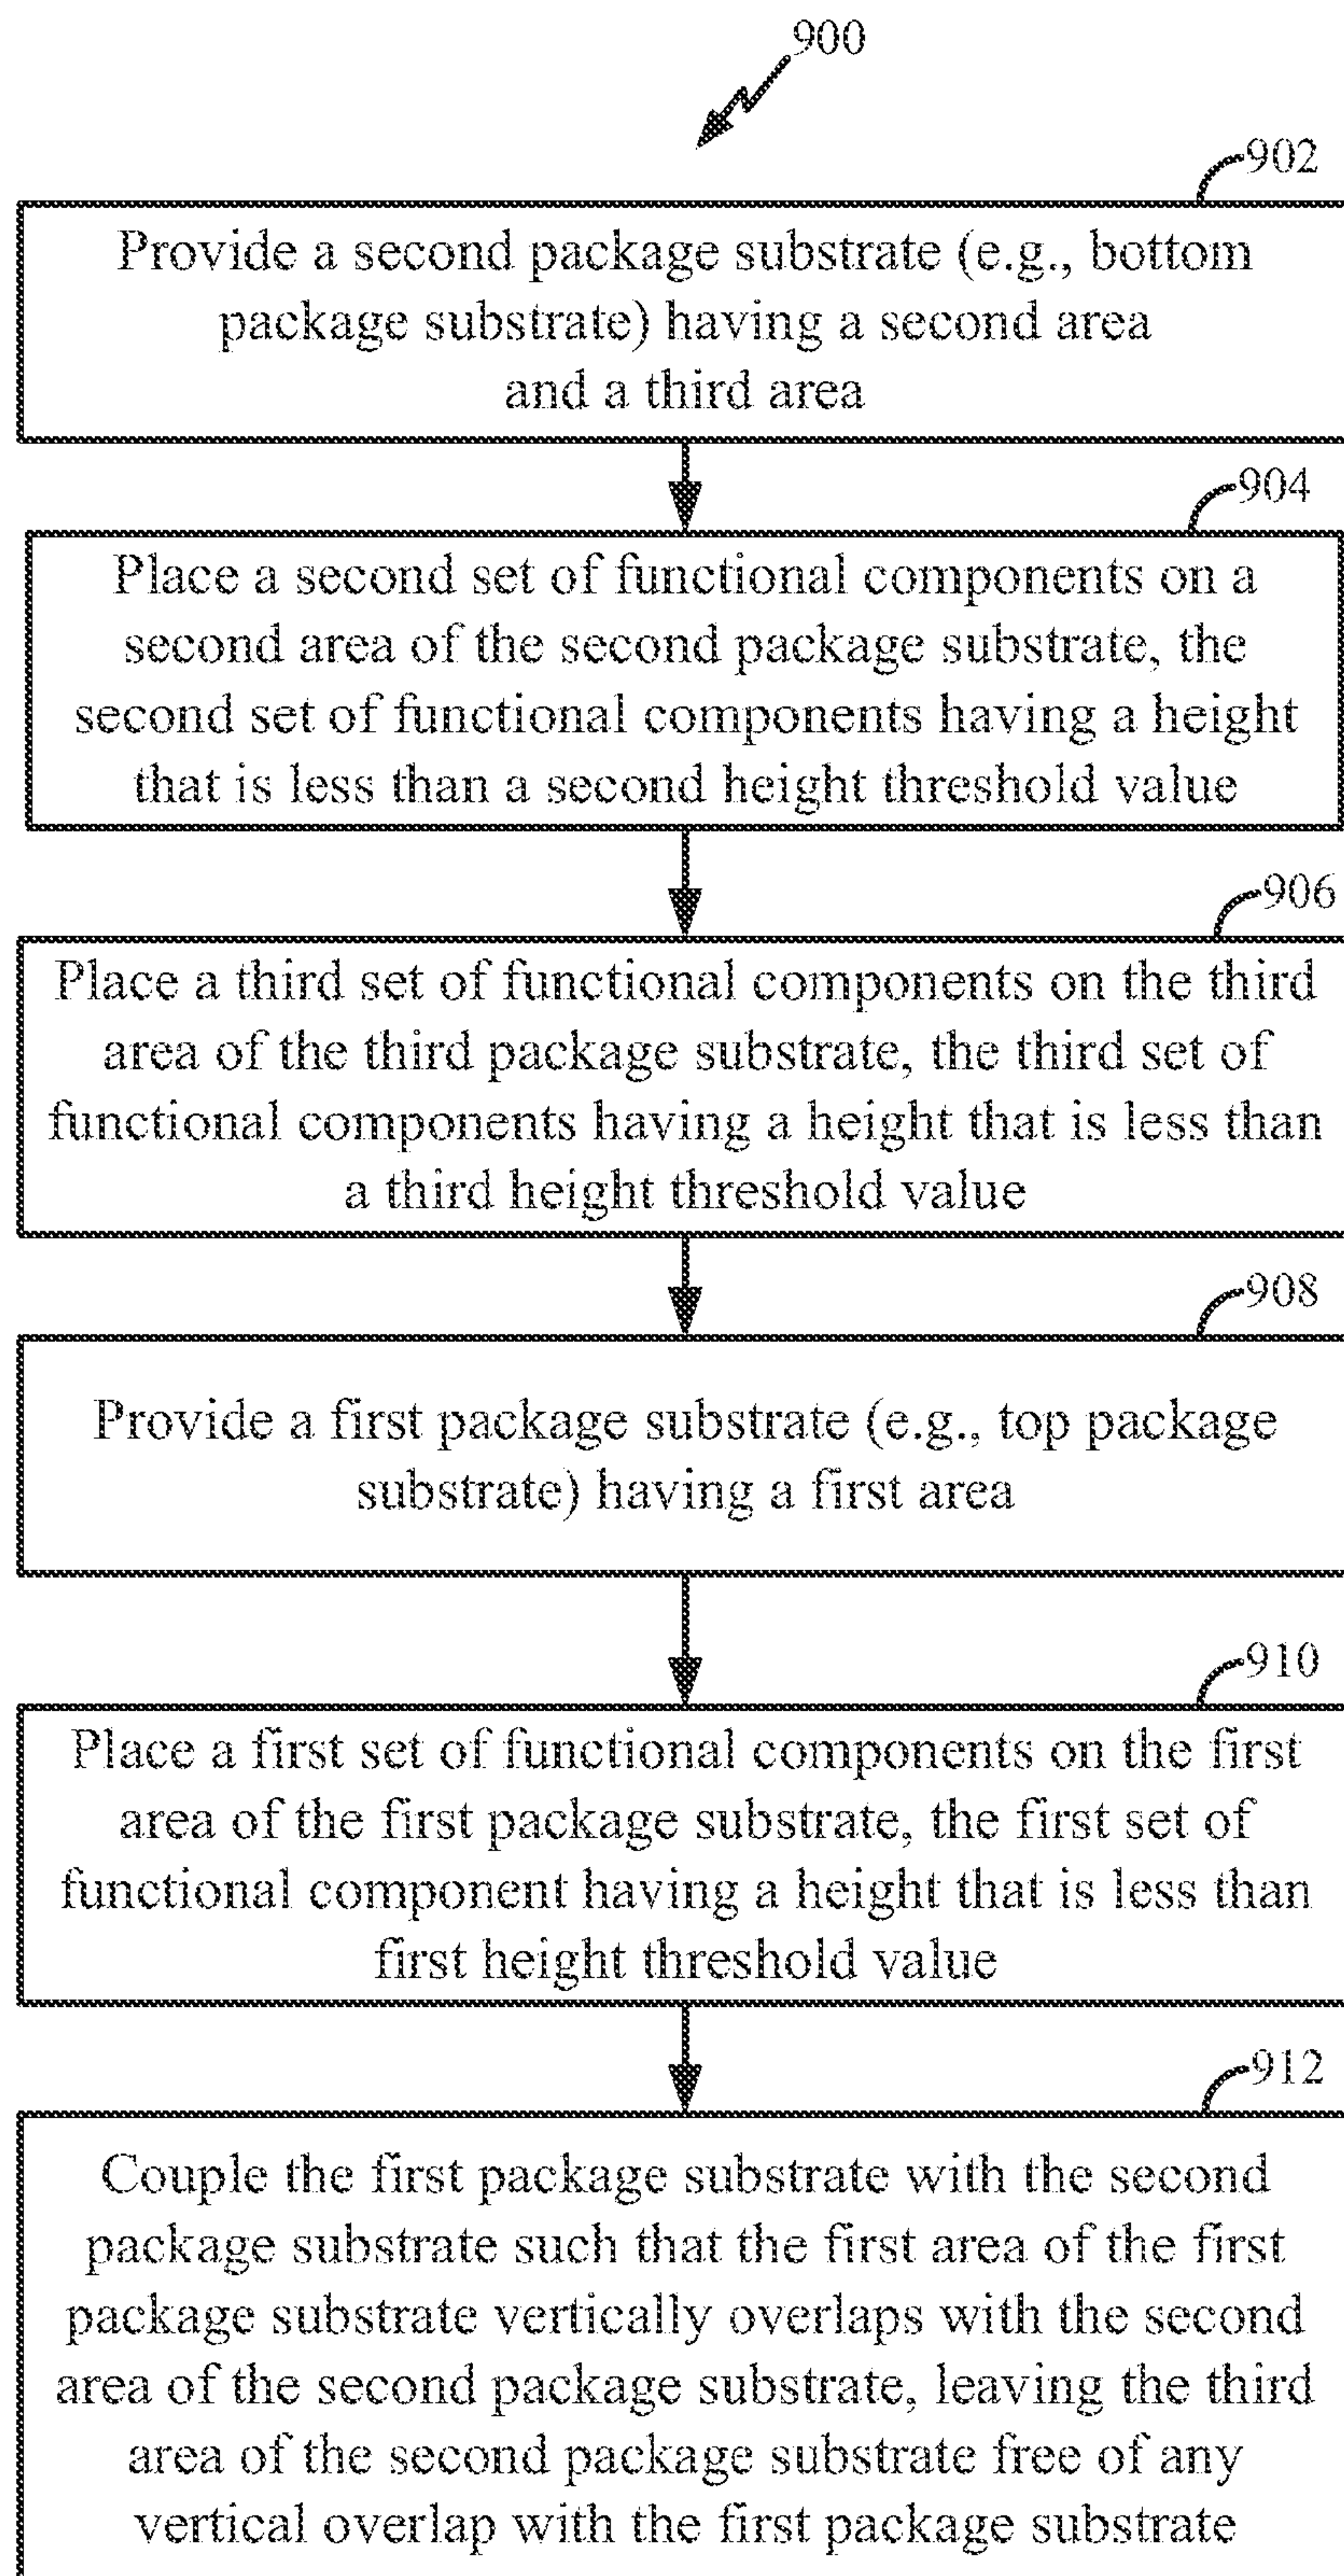 900
902
Provide a second package substrate (e.g., bottom
package substrate) having a second area
and a third area
904
Place a second set of functional components on a
second area of the second package substrate, the
second set of functional components having a height
that is less than a second height threshold value
906
Place a third set of functional components on the third
area of the third package substrate, the third set of
functional components having a height that is less than
a third height threshold value
908
Provide a first package substrate (e.g., top package
substrate) having a first area
910
Place a first set of functional components on the first
area of the first package substrate, the first set of
functional component having a height that is less than
first height threshold value
912
Couple the first package substrate with the second
package substrate such that the first area of the first
package substrate vertically overlaps with the second
area of the second package substrate, leaving the third
area of the second package substrate free of any
vertical overlap with the first package substrate